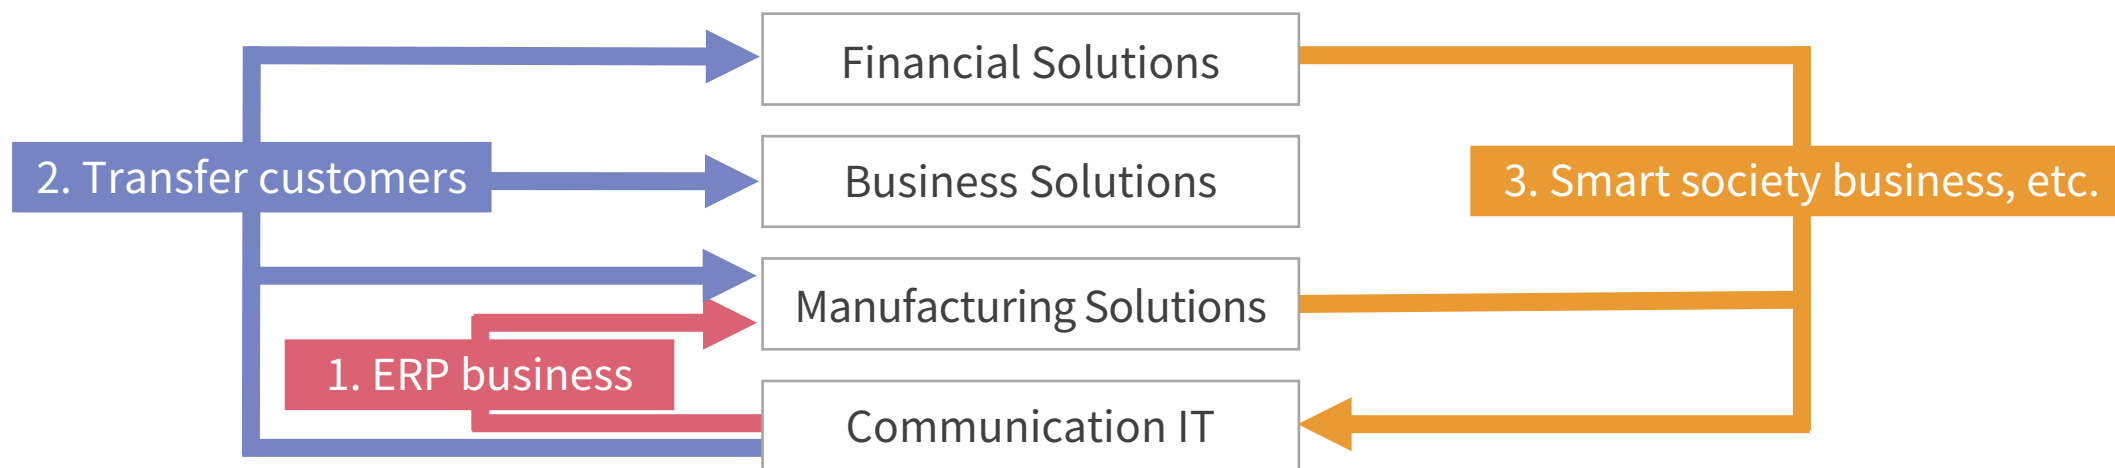 Financial Solutions
2. Transfer customers
Business Solutions
3. Smart society business, etc.
Manufacturing Solutions
1. ERP business
Communication IT